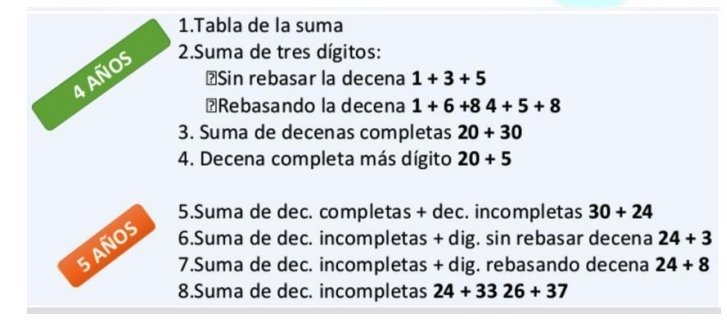 4 AÑOS
1.Tabla de la suma
2.Suma de tres dígitos:
Sin rebasar la decena 1 + 3 + 5
Rebasando la decena 1 + 6 +8 4 + 5 + 8
3. Suma de decenas completas 20 + 30
4. Decena completa más dígito 20 + 5
5 AÑOS
5.Suma de dec. completas + dec. incompletas 30 + 24
6.Suma de dec. incompletas + dig. sin rebasar decena 24 + 3
7.Suma de dec. incompletas + dig. rebasando decena 24 + 8
8.Suma de dec. incompletas 24 + 33 26 + 37